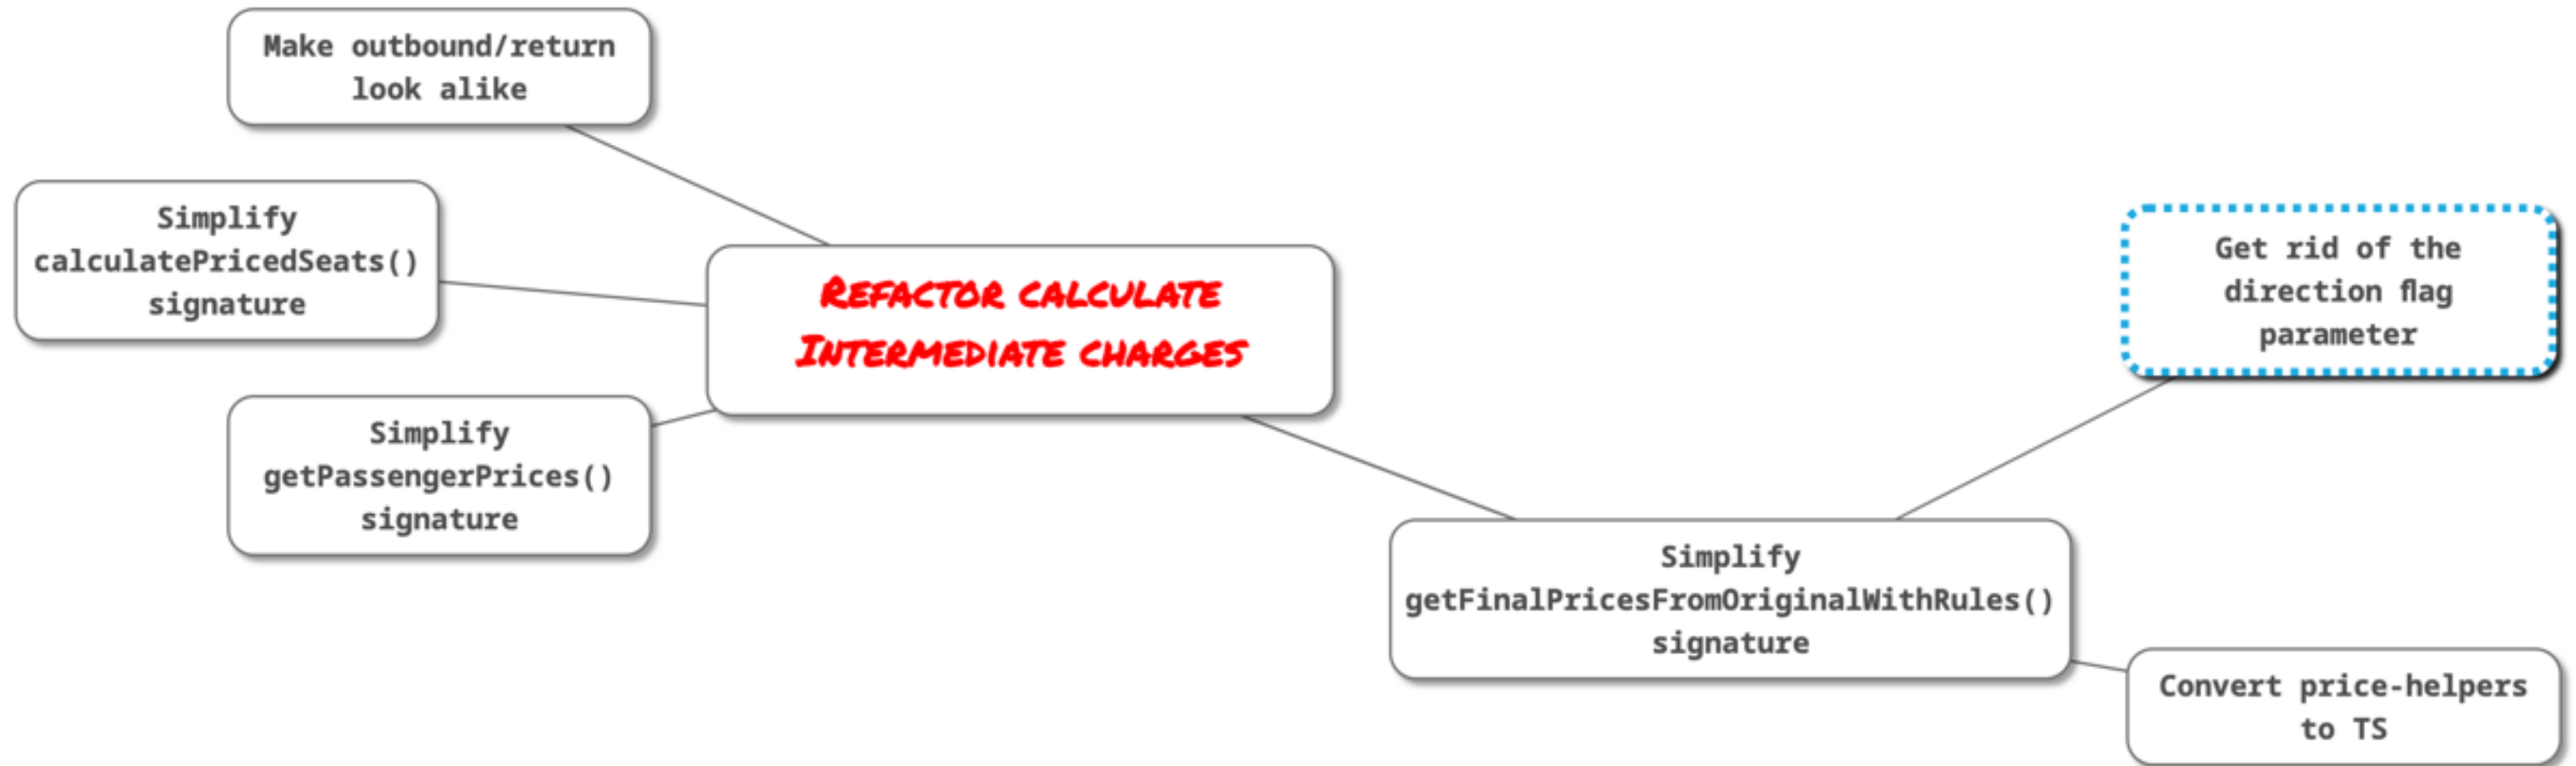 Make outbound/return
look alike
Simplify
calculatePricedSeats()
signature
Refactor calculate
Intermediate charges
Simplify
getPassengerPrices()
signature
Get rid of the
direction flag
parameter
Simplify
getFinalPricesFromOriginalWithRules()
signature
Convert price-helpers
to TS